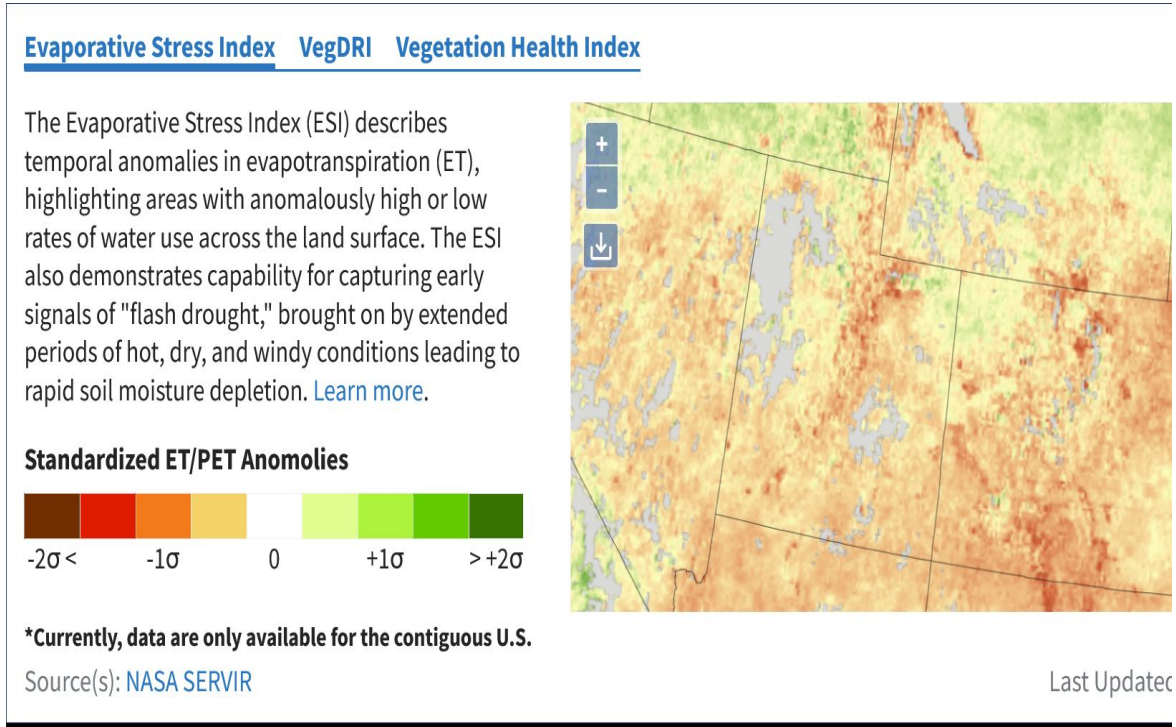 Evaporative Stress Index VegDRI Vegetation Health Index
The Evaporative Stress Index (ESI) describes
temporal anomalies in evapotranspiration (ET),
highlighting areas with anomalously high or low
rates of water use across the land surface. The ESI
also demonstrates capability for capturing early
signals of "flash drought," brought on by extended
periods of hot, dry, and windy conditions leading to
rapid soil moisture depletion. Learn more.
+
−
Standardized ET/PET Anomolies
-2σ < -1σ 0 +1σ > +2σ
*Currently, data are only available for the contiguous U.S.
Source(s): NASA SERVIR
Last Updated